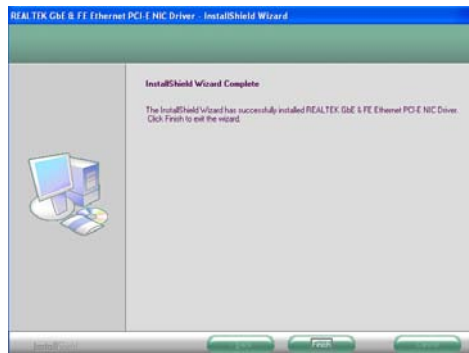 REALTEK GbE & FE Ethernet PCI-E NIC Driver - InstallShield Wizard
InstallShield Wizard Complete
The InstallShield Wizard has successfully installed REALTEK GbE & FE Ethernet PCI-E NIC Driver.
Click Finish to exit the wizard.
InstallShield
Finish